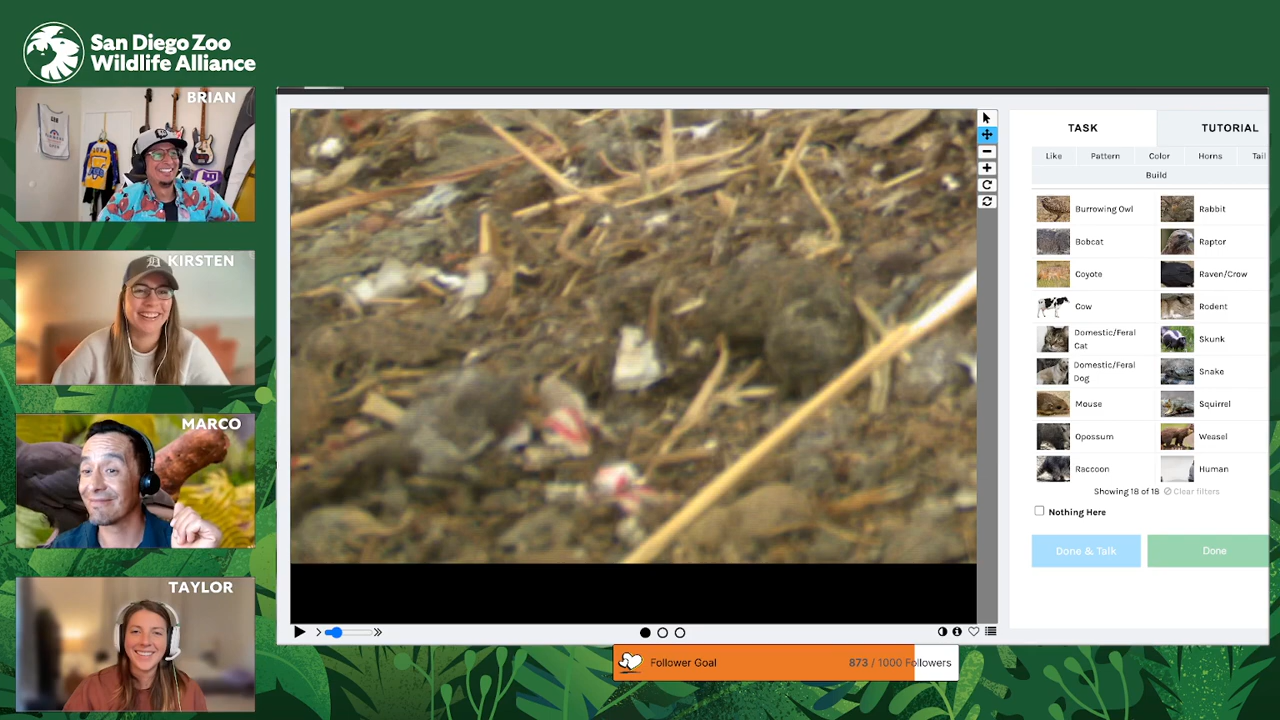 San Diego Zoo
Wildlife Alliance
BRIAN
KIRSTEN
MARCO
TAYLOR
TASK
TUTORIAL
Like
Pattern
Color
Horns
Tail
Build
Burrowing Owl
Rabbit
Bobcat
Raptor
Coyote
Raven/Crow
Cow
Rodent
Domestic/Feral
Cat
Skunk
Domestic/Feral
Dog
Snake
Mouse
Squirrel
Opossum
Weasel
Raccoon
Human
Showing 18 of 18
Clear filters
Nothing Here
Done & Talk
Done
Follower Goal
873 / 1000 Followers